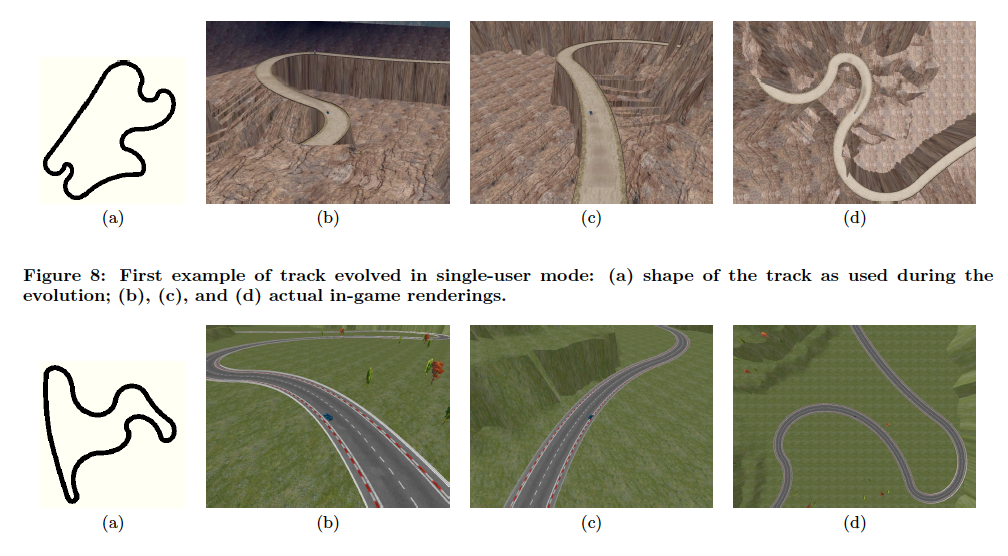 (a) (b) (c) (d)
Figure 8: First example of track evolved in single-user mode: (a) shape of the track as used during the
evolution; (b), (c), and (d) actual in-game renderings.
(a) (b) (c) (d)